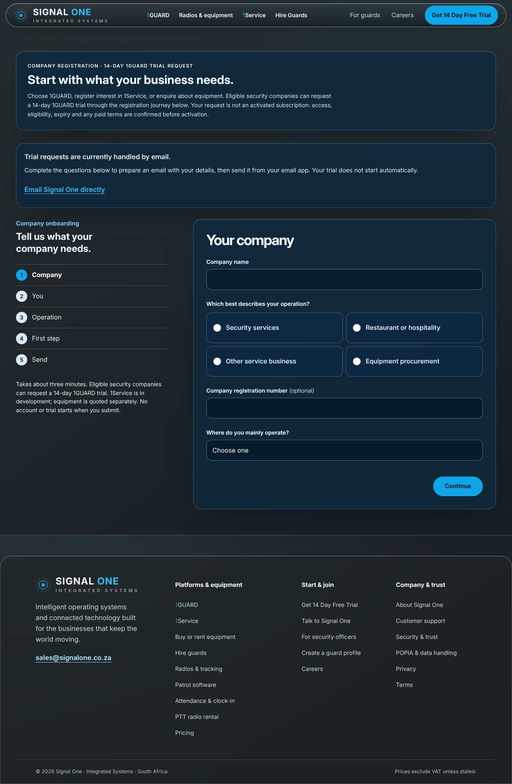 SIGNAL ONE
INTEGRATED SYSTEMS
1GUARD
Radios & equipment
1Service
Hire Guards
For guards
Careers
Get 14 Day Free Trial
COMPANY REGISTRATION · 14-DAY 1GUARD TRIAL REQUEST
Start with what your business needs.
Choose 1GUARD, register interest in 1Service, or enquire about equipment. Eligible security companies can request
a 14-day 1GUARD trial through the registration journey below. Your request is not an activated subscription: access,
eligibility, expiry and any paid terms are confirmed before activation.
Trial requests are currently handled by email.
Complete the questions below to prepare an email with your details, then send it from your email app. Your trial does not start automatically.
Email Signal One directly
Company onboarding
Tell us what your
company needs.
1 Company
2 You
3 Operation
4 First step
5 Send
Takes about three minutes. Eligible security companies
can request a 14-day 1GUARD trial. 1Service is in
development; equipment is quoted separately. No
account or trial starts when you submit.
Your company
Company name
Which best describes your operation?
Security services
Restaurant or hospitality
Other service business
Equipment procurement
Company registration number (optional)
Where do you mainly operate?
Choose one
Continue
SIGNAL ONE
INTEGRATED SYSTEMS
Intelligent operating systems
and connected technology built
for the businesses that keep the
world moving.
sales@signalone.co.za
Platforms & equipment
1GUARD
1Service
Buy or rent equipment
Hire guards
Radios & tracking
Patrol software
Attendance & clock-in
PTT radio rental
Pricing
Start & join
Get 14 Day Free Trial
Talk to Signal One
For security officers
Create a guard profile
Careers
Company & trust
About Signal One
Customer support
Security & trust
POPIA & data handling
Privacy
Terms
© 2026 Signal One · Integrated Systems · South Africa
Prices exclude VAT unless stated.